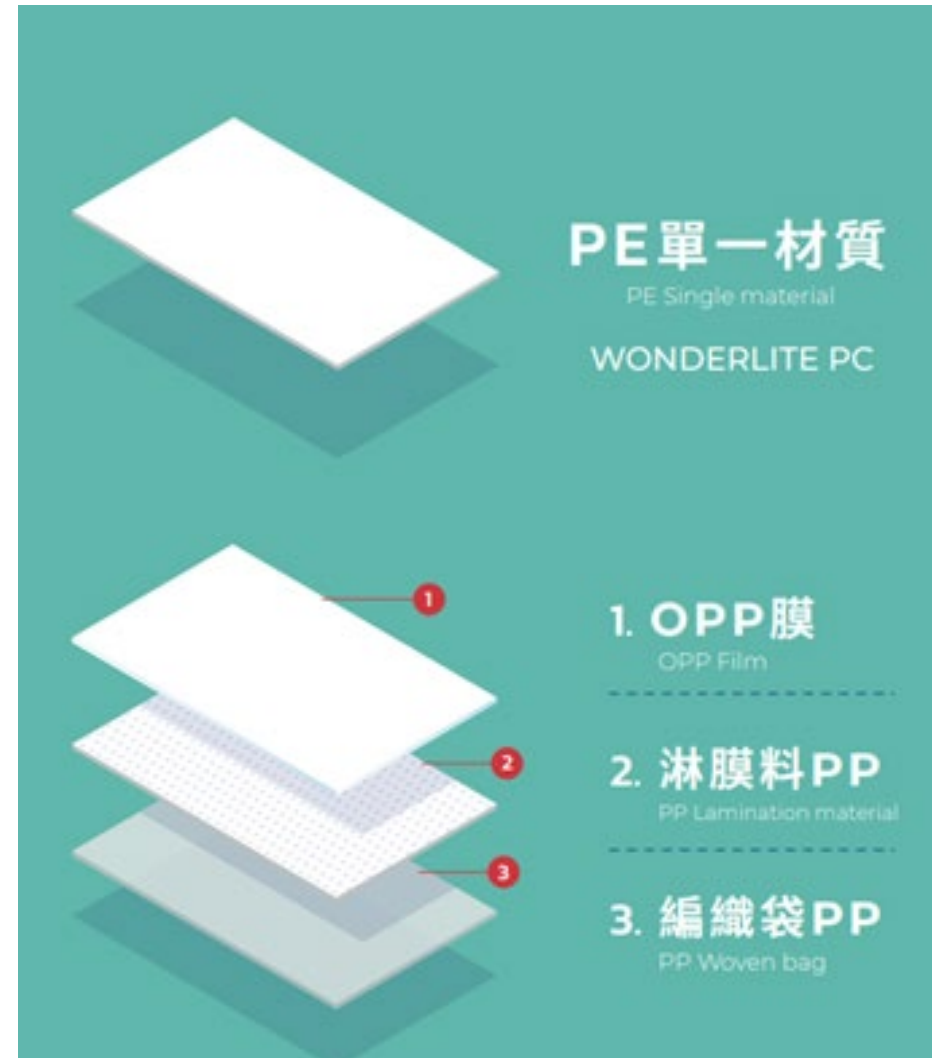 PE單一材質
PE Single material
WONDERLITE PC
1
1. OPP膜
OPP Film
2
2. 淋膜料PP
PP Lamination material
3
3. 編織袋PP
PP Woven bag